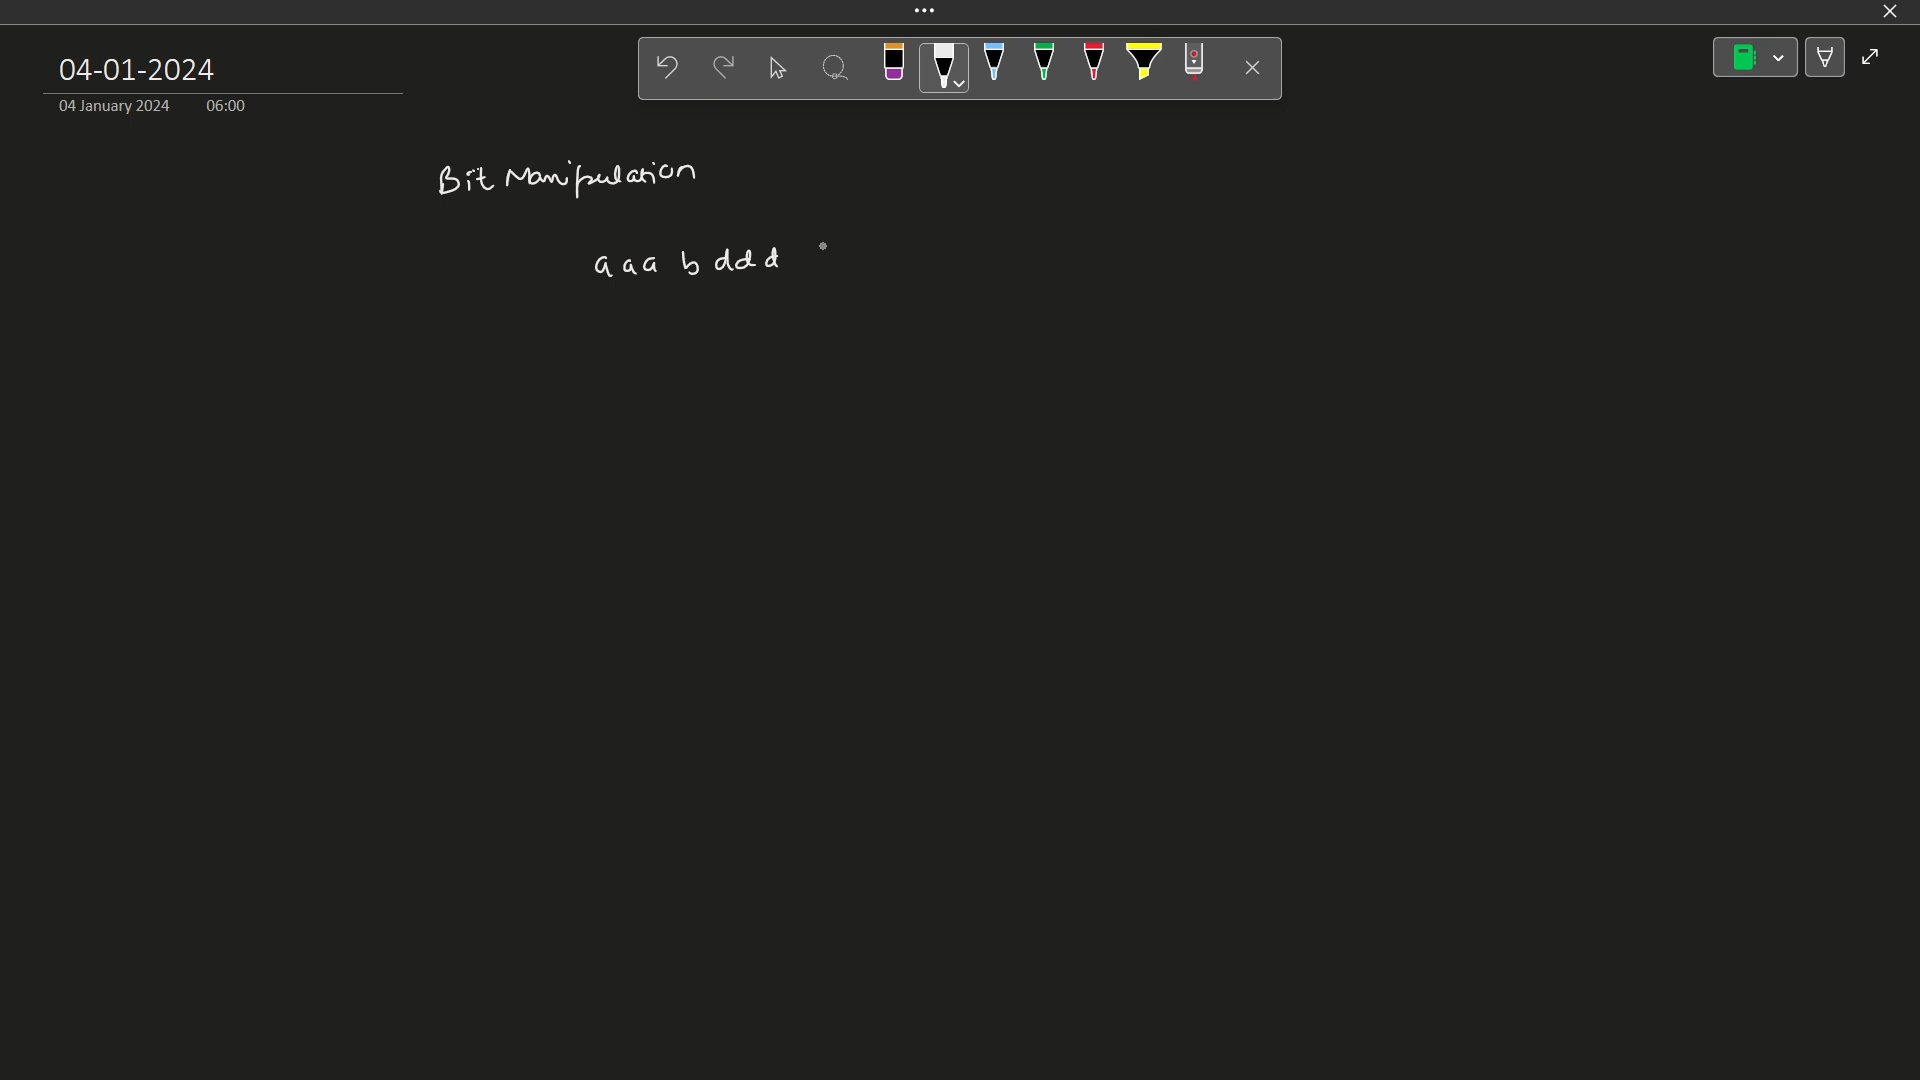 04-01-2024
04 January 2024 06:00
Bit Manipulation
a a a b d d d